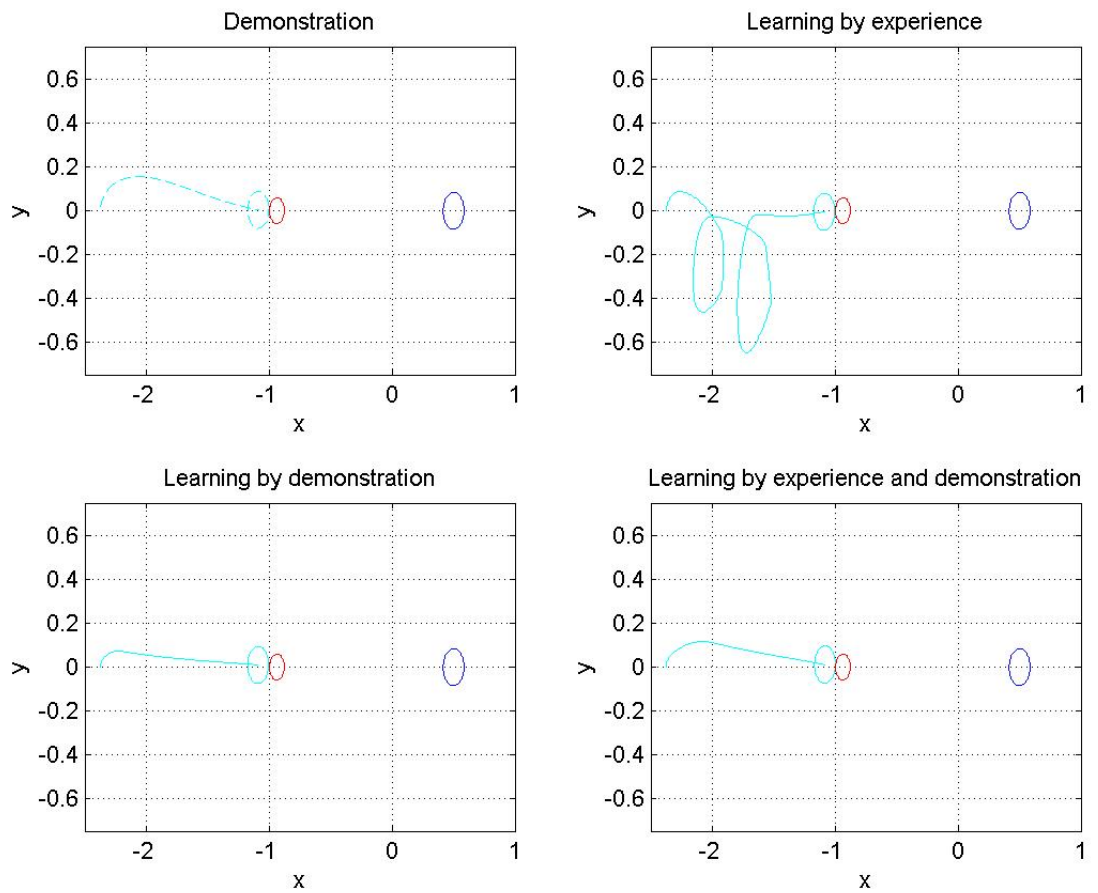 Demonstration
0.6
0.4
0.2
0
-0.2
-0.4
-0.6
y
-2 -1 0 1
x
Learning by experience
0.6
0.4
0.2
0
-0.2
-0.4
-0.6
y
-2 -1 0 1
x
Learning by demonstration
0.6
0.4
0.2
0
-0.2
-0.4
-0.6
y
-2 -1 0 1
x
Learning by experience and demonstration
0.6
0.4
0.2
0
-0.2
-0.4
-0.6
y
-2 -1 0 1
x